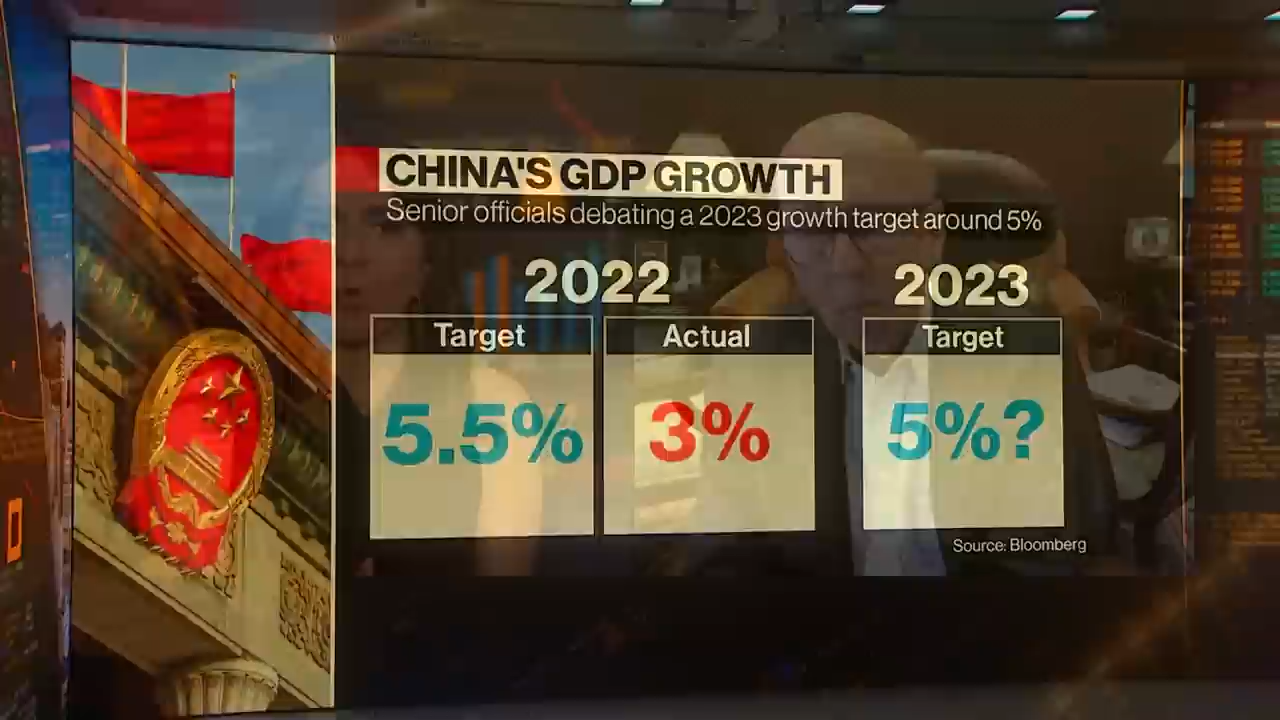 CHINA'S GDP GROWTH
Senior officials debating a 2023 growth target around 5%
2022
2023
Target
Actual
Target
5.5%
3%
5%?
Source: Bloomberg